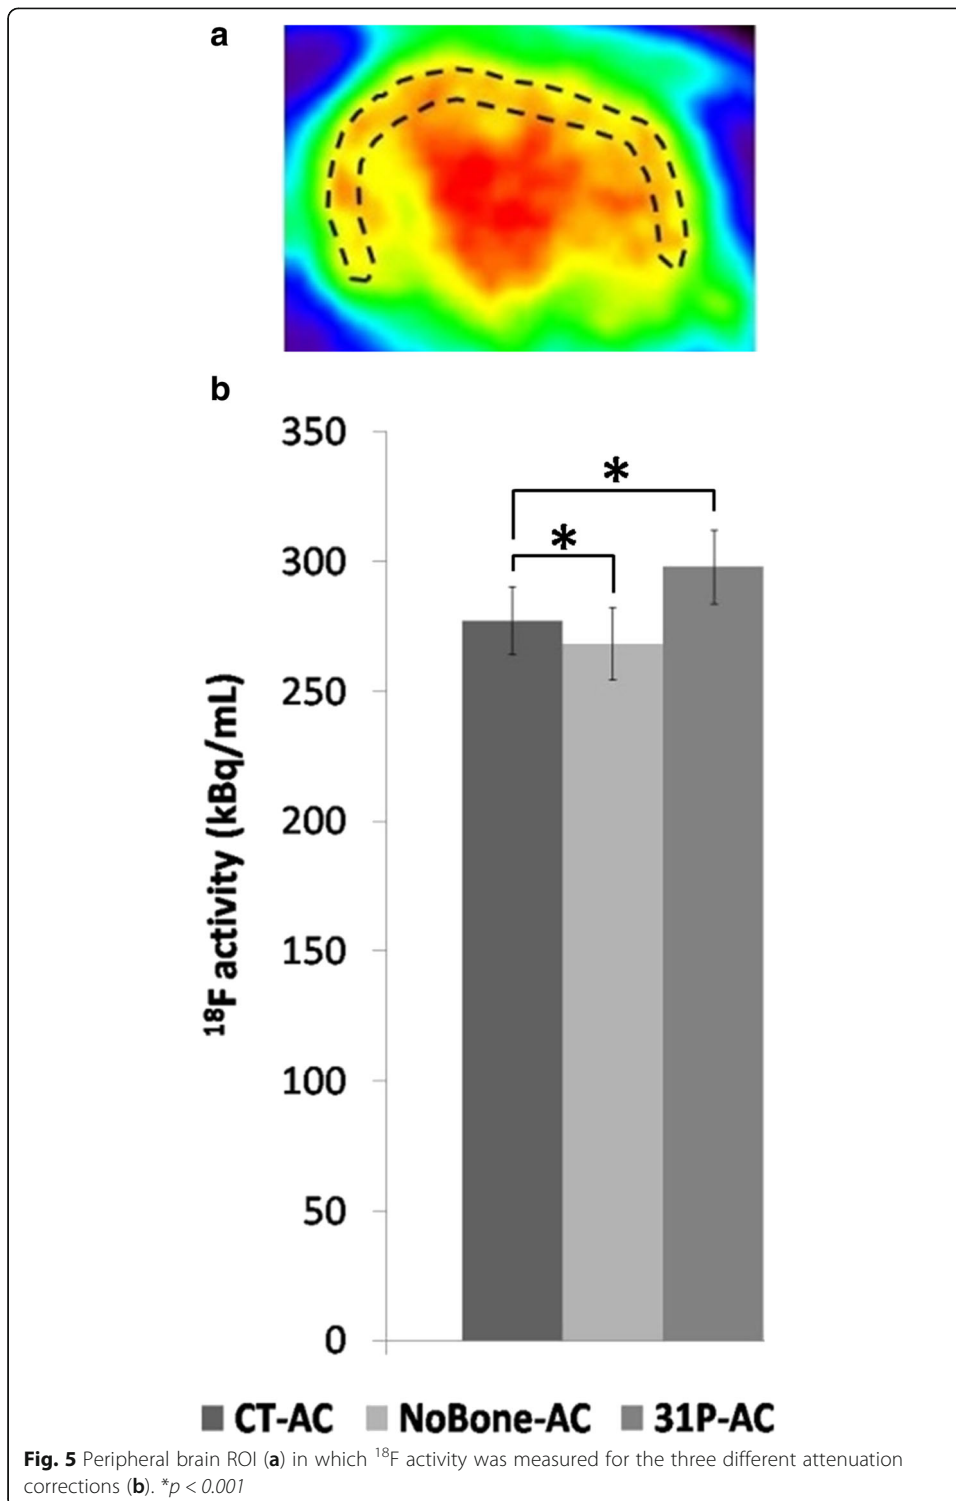 a
b
350
*
*
300
250
200
150
100
50
0
¹⁸F activity (kBq/mL)
CT-AC NoBone-AC 31P-AC
Fig. 5 Peripheral brain ROI (a) in which ¹⁸F activity was measured for the three different attenuation
corrections (b). *p < 0.001